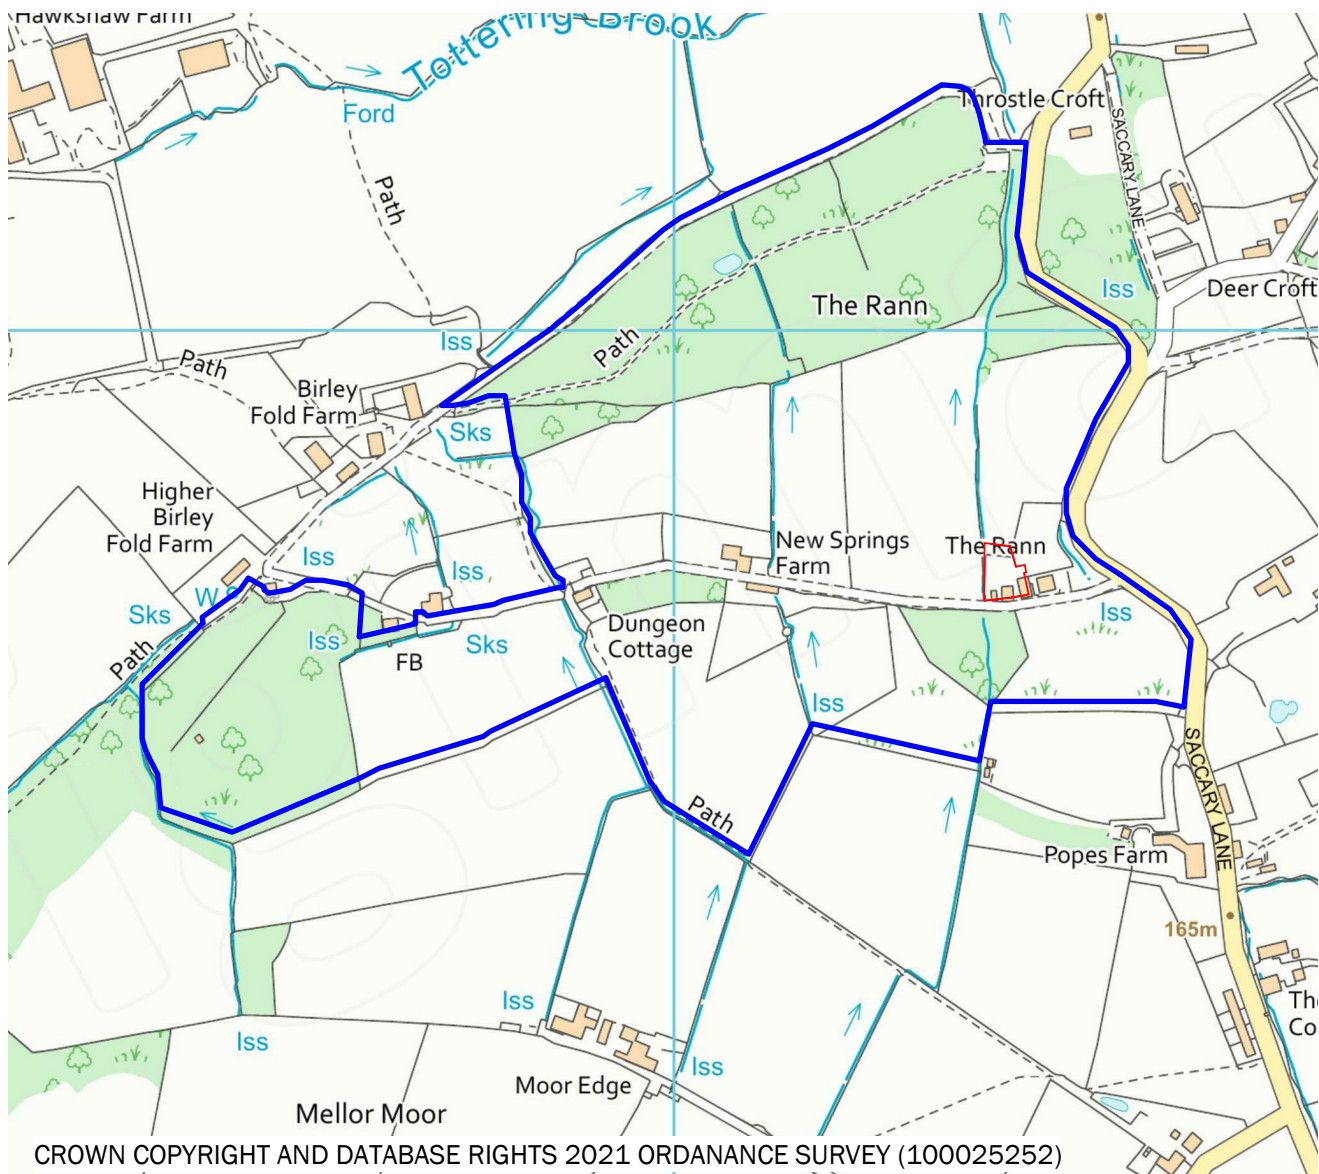 Hawkshaw Farm
Tottering Brook
Ford
Throstle Croft
SACCARY LANE
Path
Iss
Deer Croft
The Rann
Path
Iss
Path
Birley
Fold Farm
Sks
Higher
Birley
Fold Farm
Iss
New Springs
Farm
The Rann
Iss
Iss
Sks
W
Iss
Sks
Dungeon
Cottage
Path
FB
Iss
SACCARY LANE
Path
Popes Farm
165m
Iss
Iss
Iss
Moor Edge
Mellor Moor
CROWN COPYRIGHT AND DATABASE RIGHTS 2021 ORDANANCE SURVEY (100025252)